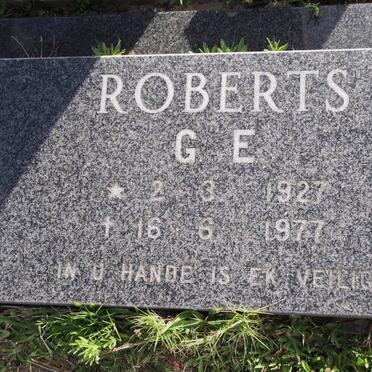 ROBERTS
G E
* 2 - 3 - 1927
† 16 - 6 - 1977
IN U HANDE IS EK VEILIG